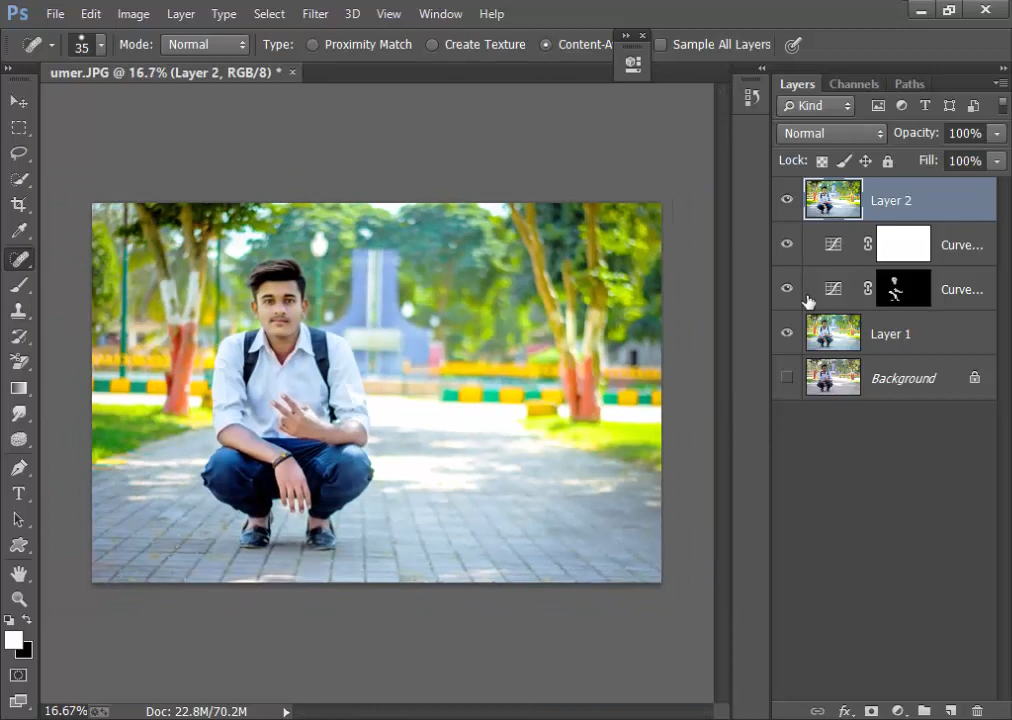 Ps File Edit Image Layer Type Select Filter 3D View Window Help
35 Mode: Normal Type: Proximity Match Create Texture Content-A Sample All Layers
umer.JPG @ 16.7% (Layer 2, RGB/8) * ×
Layers Channels Paths
Kind
Normal Opacity: 100%
Lock: Fill: 100%
Layer 2
Curve...
Curve...
Layer 1
Background
16.67% Doc: 22.8M/70.2M
fx